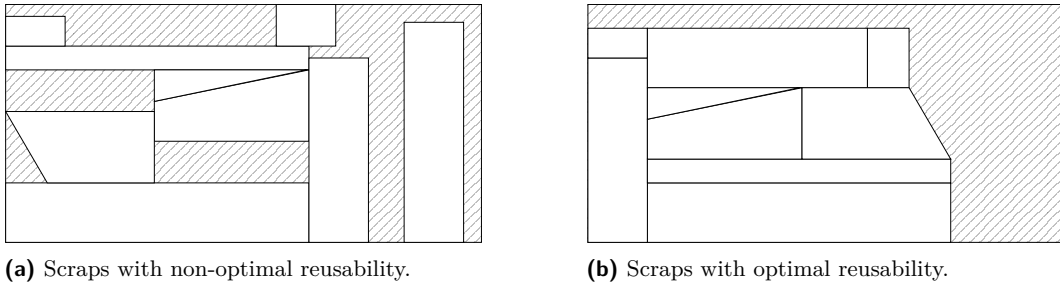 (a) Scraps with non-optimal reusability.
(b) Scraps with optimal reusability.